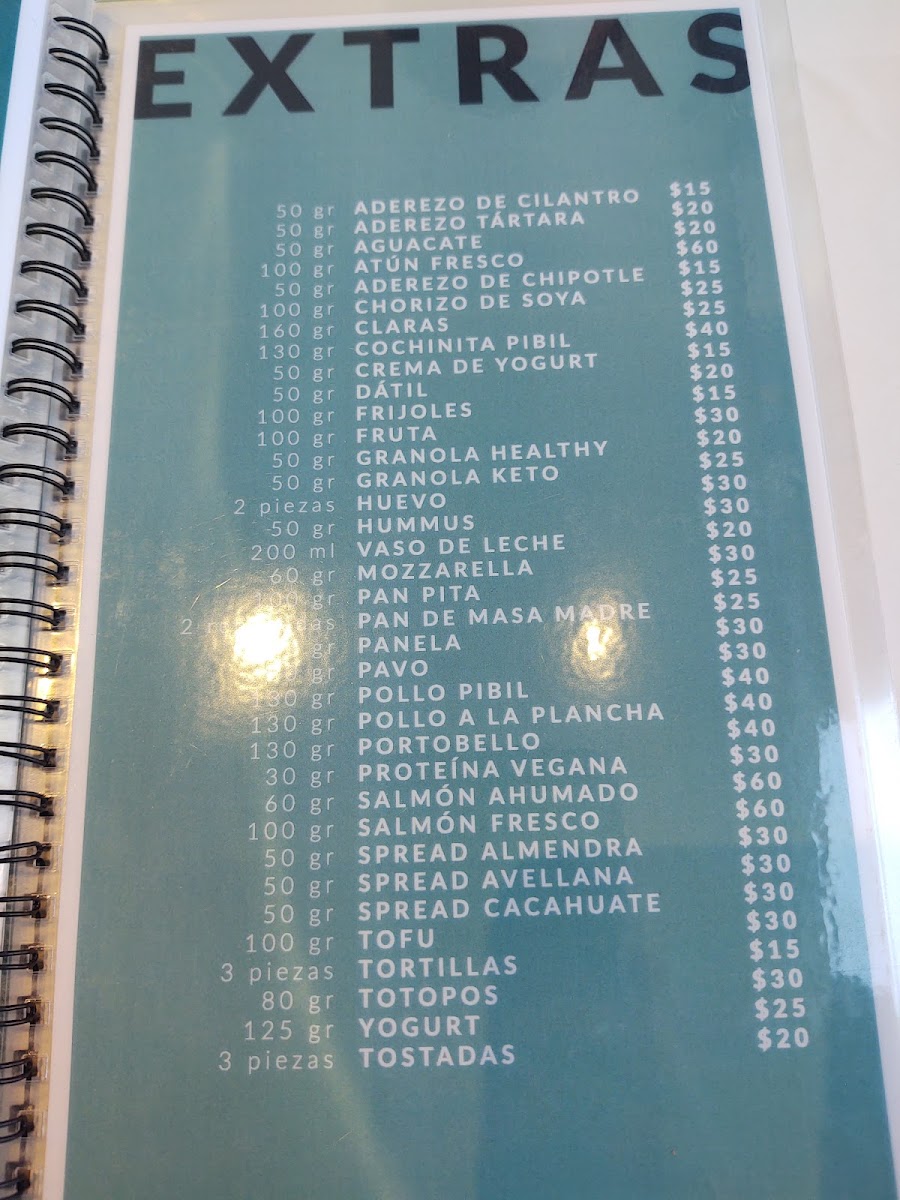 EXTRAS
50 gr ADEREZO DE CILANTRO $15
50 gr ADEREZO TÁRTARA $20
50 gr AGUACATE $20
100 gr ATÚN FRESCO $60
50 gr ADEREZO DE CHIPOTLE $15
100 gr CHORIZO DE SOYA $25
160 gr CLARAS $25
130 gr COCHINITA PIBIL $40
50 gr CREMA DE YOGURT $15
50 gr DÁTIL $20
100 gr FRIJOLES $15
100 gr FRUTA $30
50 gr GRANOLA HEALTHY $20
50 gr GRANOLA KETO $25
2 piezas HUEVO $30
50 gr HUMMUS $30
200 ml VASO DE LECHE $20
60 gr MOZZARELLA $30
100 gr PAN PITA $25
2 PAN DE MASA MADRE $25
gr PANELA $30
gr PAVO $30
130 gr POLLO PIBIL $40
130 gr POLLO A LA PLANCHA $40
130 gr PORTOBELLO $40
30 gr PROTEÍNA VEGANA $30
60 gr SALMÓN AHUMADO $60
100 gr SALMÓN FRESCO $60
50 gr SPREAD ALMENDRA $30
50 gr SPREAD AVELLANA $30
50 gr SPREAD CACAHUATE $30
100 gr TOFU $30
3 piezas TORTILLAS $15
80 gr TOTOPOS $30
125 gr YOGURT $25
3 piezas TOSTADAS $20